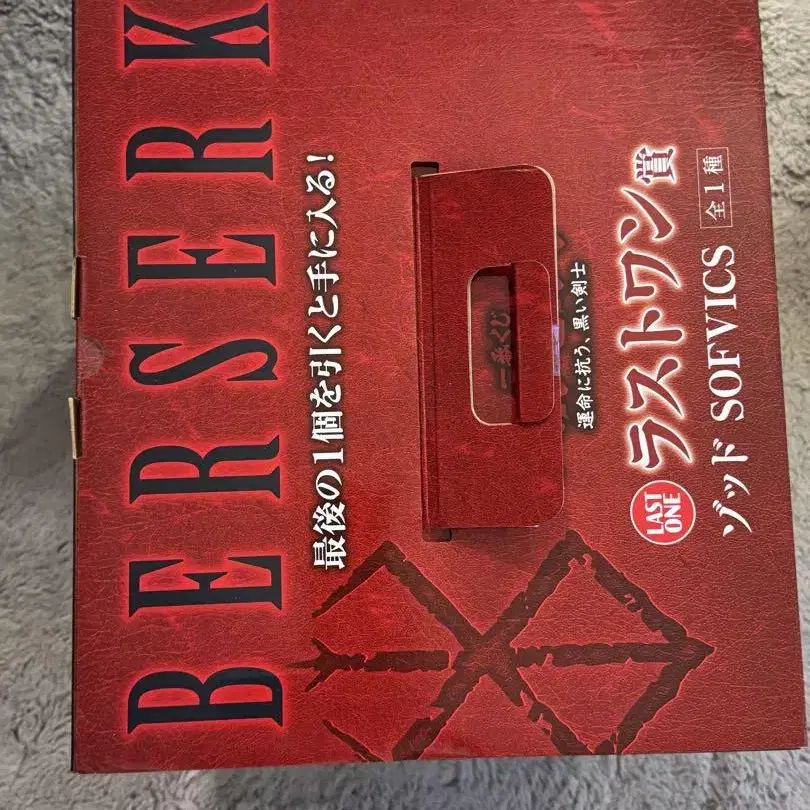 BERSERK
最後の1個を引くと手に入る!
一番くじ
運命に抗う、黒い剣士
LAST
ONE
ラストワン賞
ゾッド SOFVICS 全1種